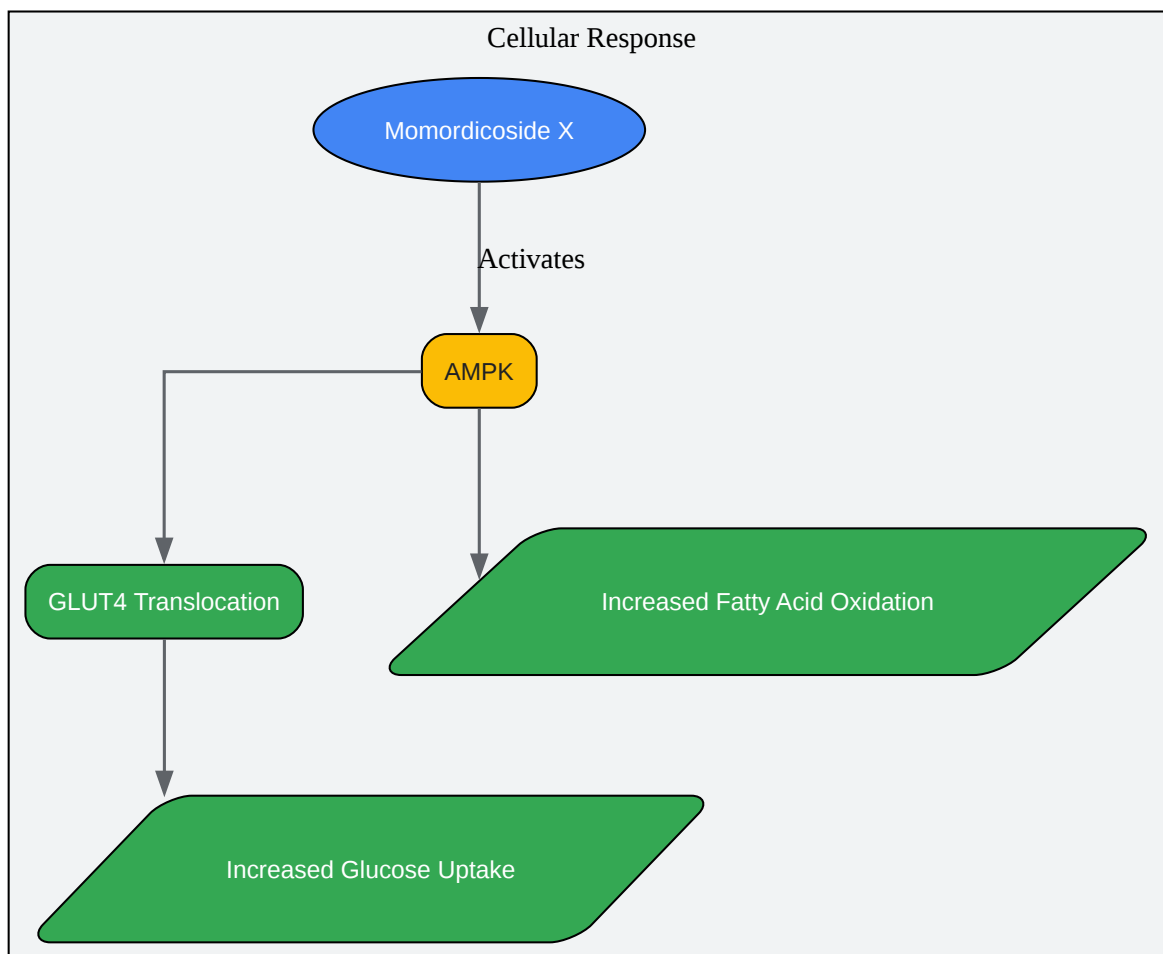 Cellular Response
Momordicoside X
Activates
AMPK
GLUT4 Translocation
Increased Fatty Acid Oxidation
Increased Glucose Uptake